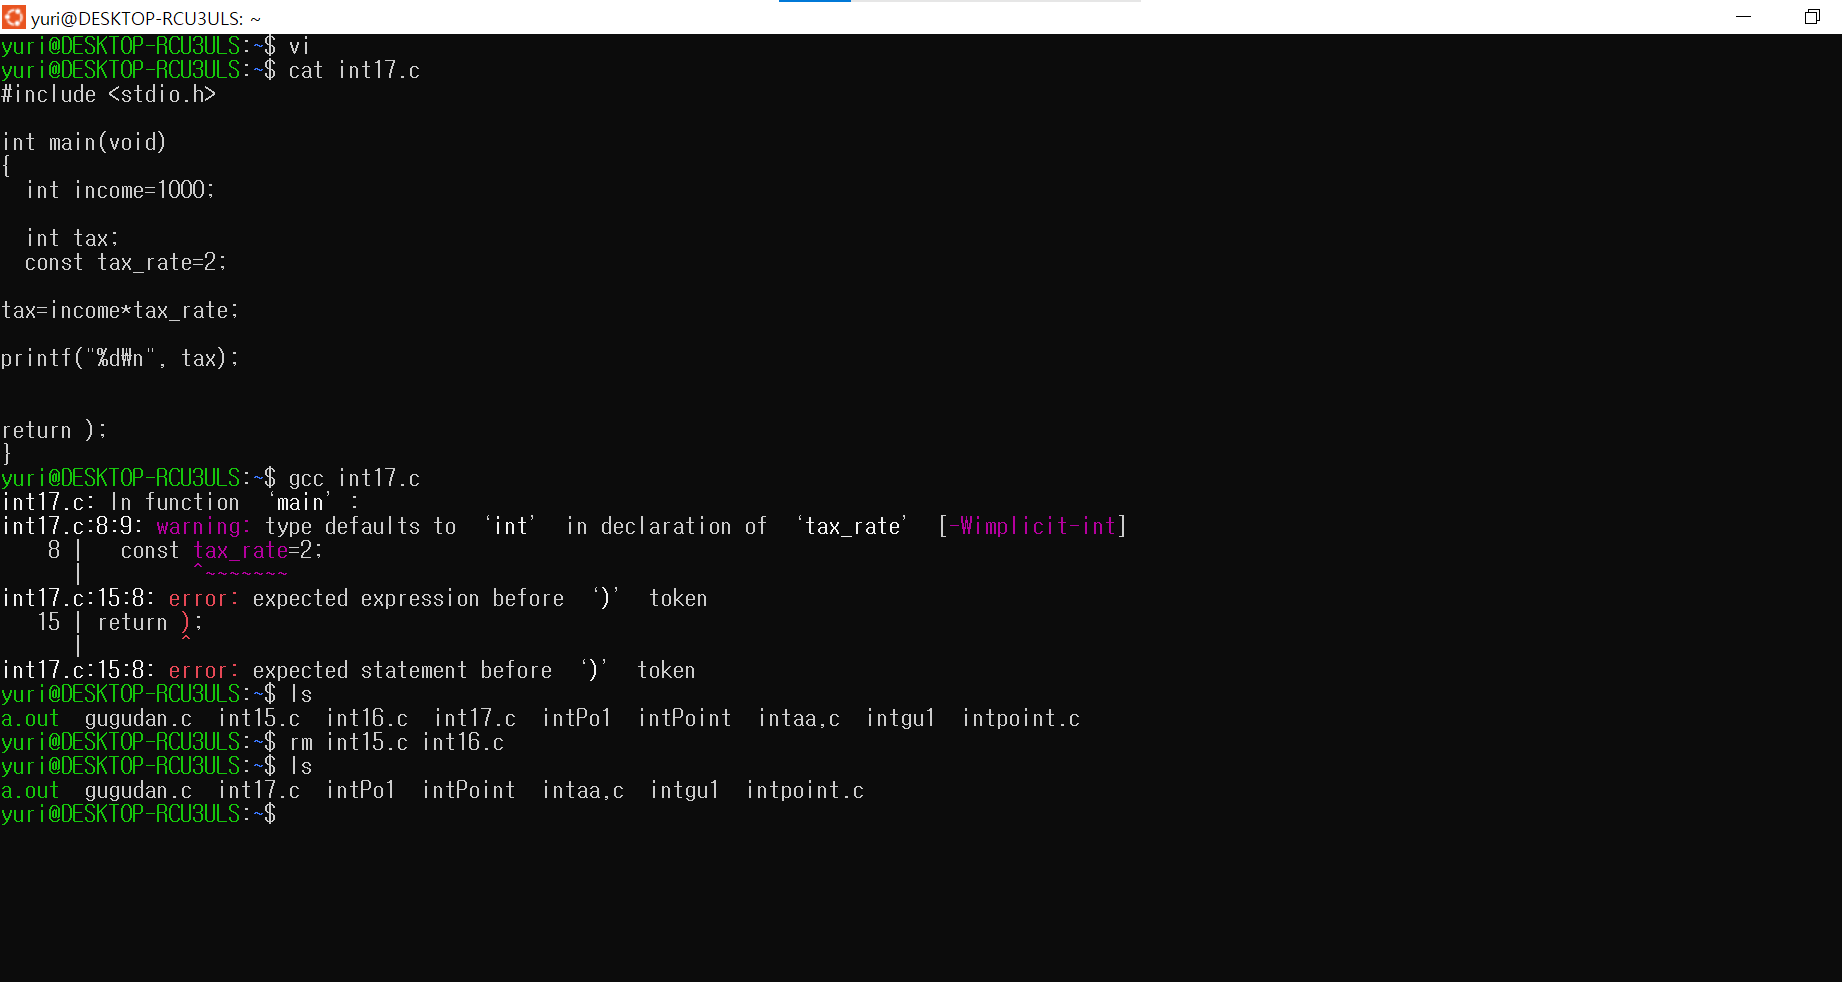 yuri@DESKTOP-RCU3ULS: ~
yuri@DESKTOP-RCU3ULS:~$ vi
yuri@DESKTOP-RCU3ULS:~$ cat int17.c
#include <stdio.h>
int main(void)
{
  int income=1000;
  int tax;
  const tax_rate=2;
tax=income*tax_rate;
printf("%d₩n", tax);
return );
}
yuri@DESKTOP-RCU3ULS:~$ gcc int17.c
int17.c: In function ‘main’:
int17.c:8:9: warning: type defaults to ‘int’ in declaration of ‘tax_rate’ [-Wimplicit-int]
    8 |   const tax_rate=2;
      |         ^~~~~~~~
int17.c:15:8: error: expected expression before ‘)’ token
   15 | return );
      |        ^
int17.c:15:8: error: expected statement before ‘)’ token
yuri@DESKTOP-RCU3ULS:~$ ls
a.out  gugudan.c  int15.c  int16.c  int17.c  intPo1  intPoint  intaa,c  intgu1  intpoint.c
yuri@DESKTOP-RCU3ULS:~$ rm int15.c int16.c
yuri@DESKTOP-RCU3ULS:~$ ls
a.out  gugudan.c  int17.c  intPo1  intPoint  intaa,c  intgu1  intpoint.c
yuri@DESKTOP-RCU3ULS:~$